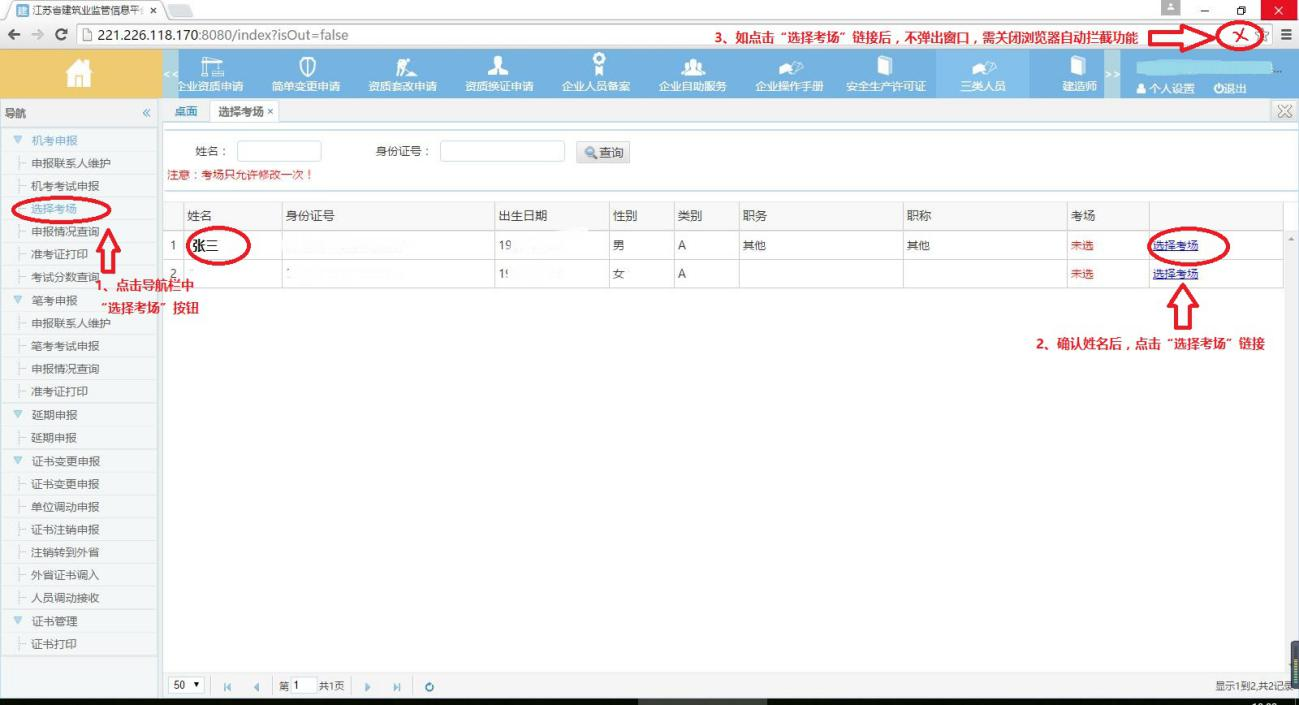 江苏省建筑业监管信息平台 ×
221.226.118.170:8080/index?isOut=false
3、如点击“选择考场”链接后，不弹出窗口，需关闭浏览器自动拦截功能
<< 企业资质申请 简单变更申请 资质套改申请 资质换证申请 企业人员备案 企业自助服务 企业操作手册 安全生产许可证 三类人员 建造师 >> 个人设置 退出
导航 «
桌面 选择考场 ×
姓名： 身份证号： 查询
注意：考场只允许修改一次！
机考申报
申报联系人维护
机考考试申报
选择考场
申报情况查询
准考证打印
考试分数查询
笔考申报
申报联系人维护
笔考考试申报
申报情况查询
准考证打印
延期申报
延期申报
证书变更申报
证书变更申报
单位调动申报
证书注销申报
注销转到外省
外省证书调入
人员调动接收
证书管理
证书打印
1、点击导航栏中
“选择考场”按钮
姓名 身份证号 出生日期 性别 类别 职务 职称 考场
1 张三 19 男 A 其他 其他 未选 选择考场
2 女 A 未选 选择考场
2、确认姓名后，点击“选择考场”链接
50 第 1 共1页
显示1到2,共2记录